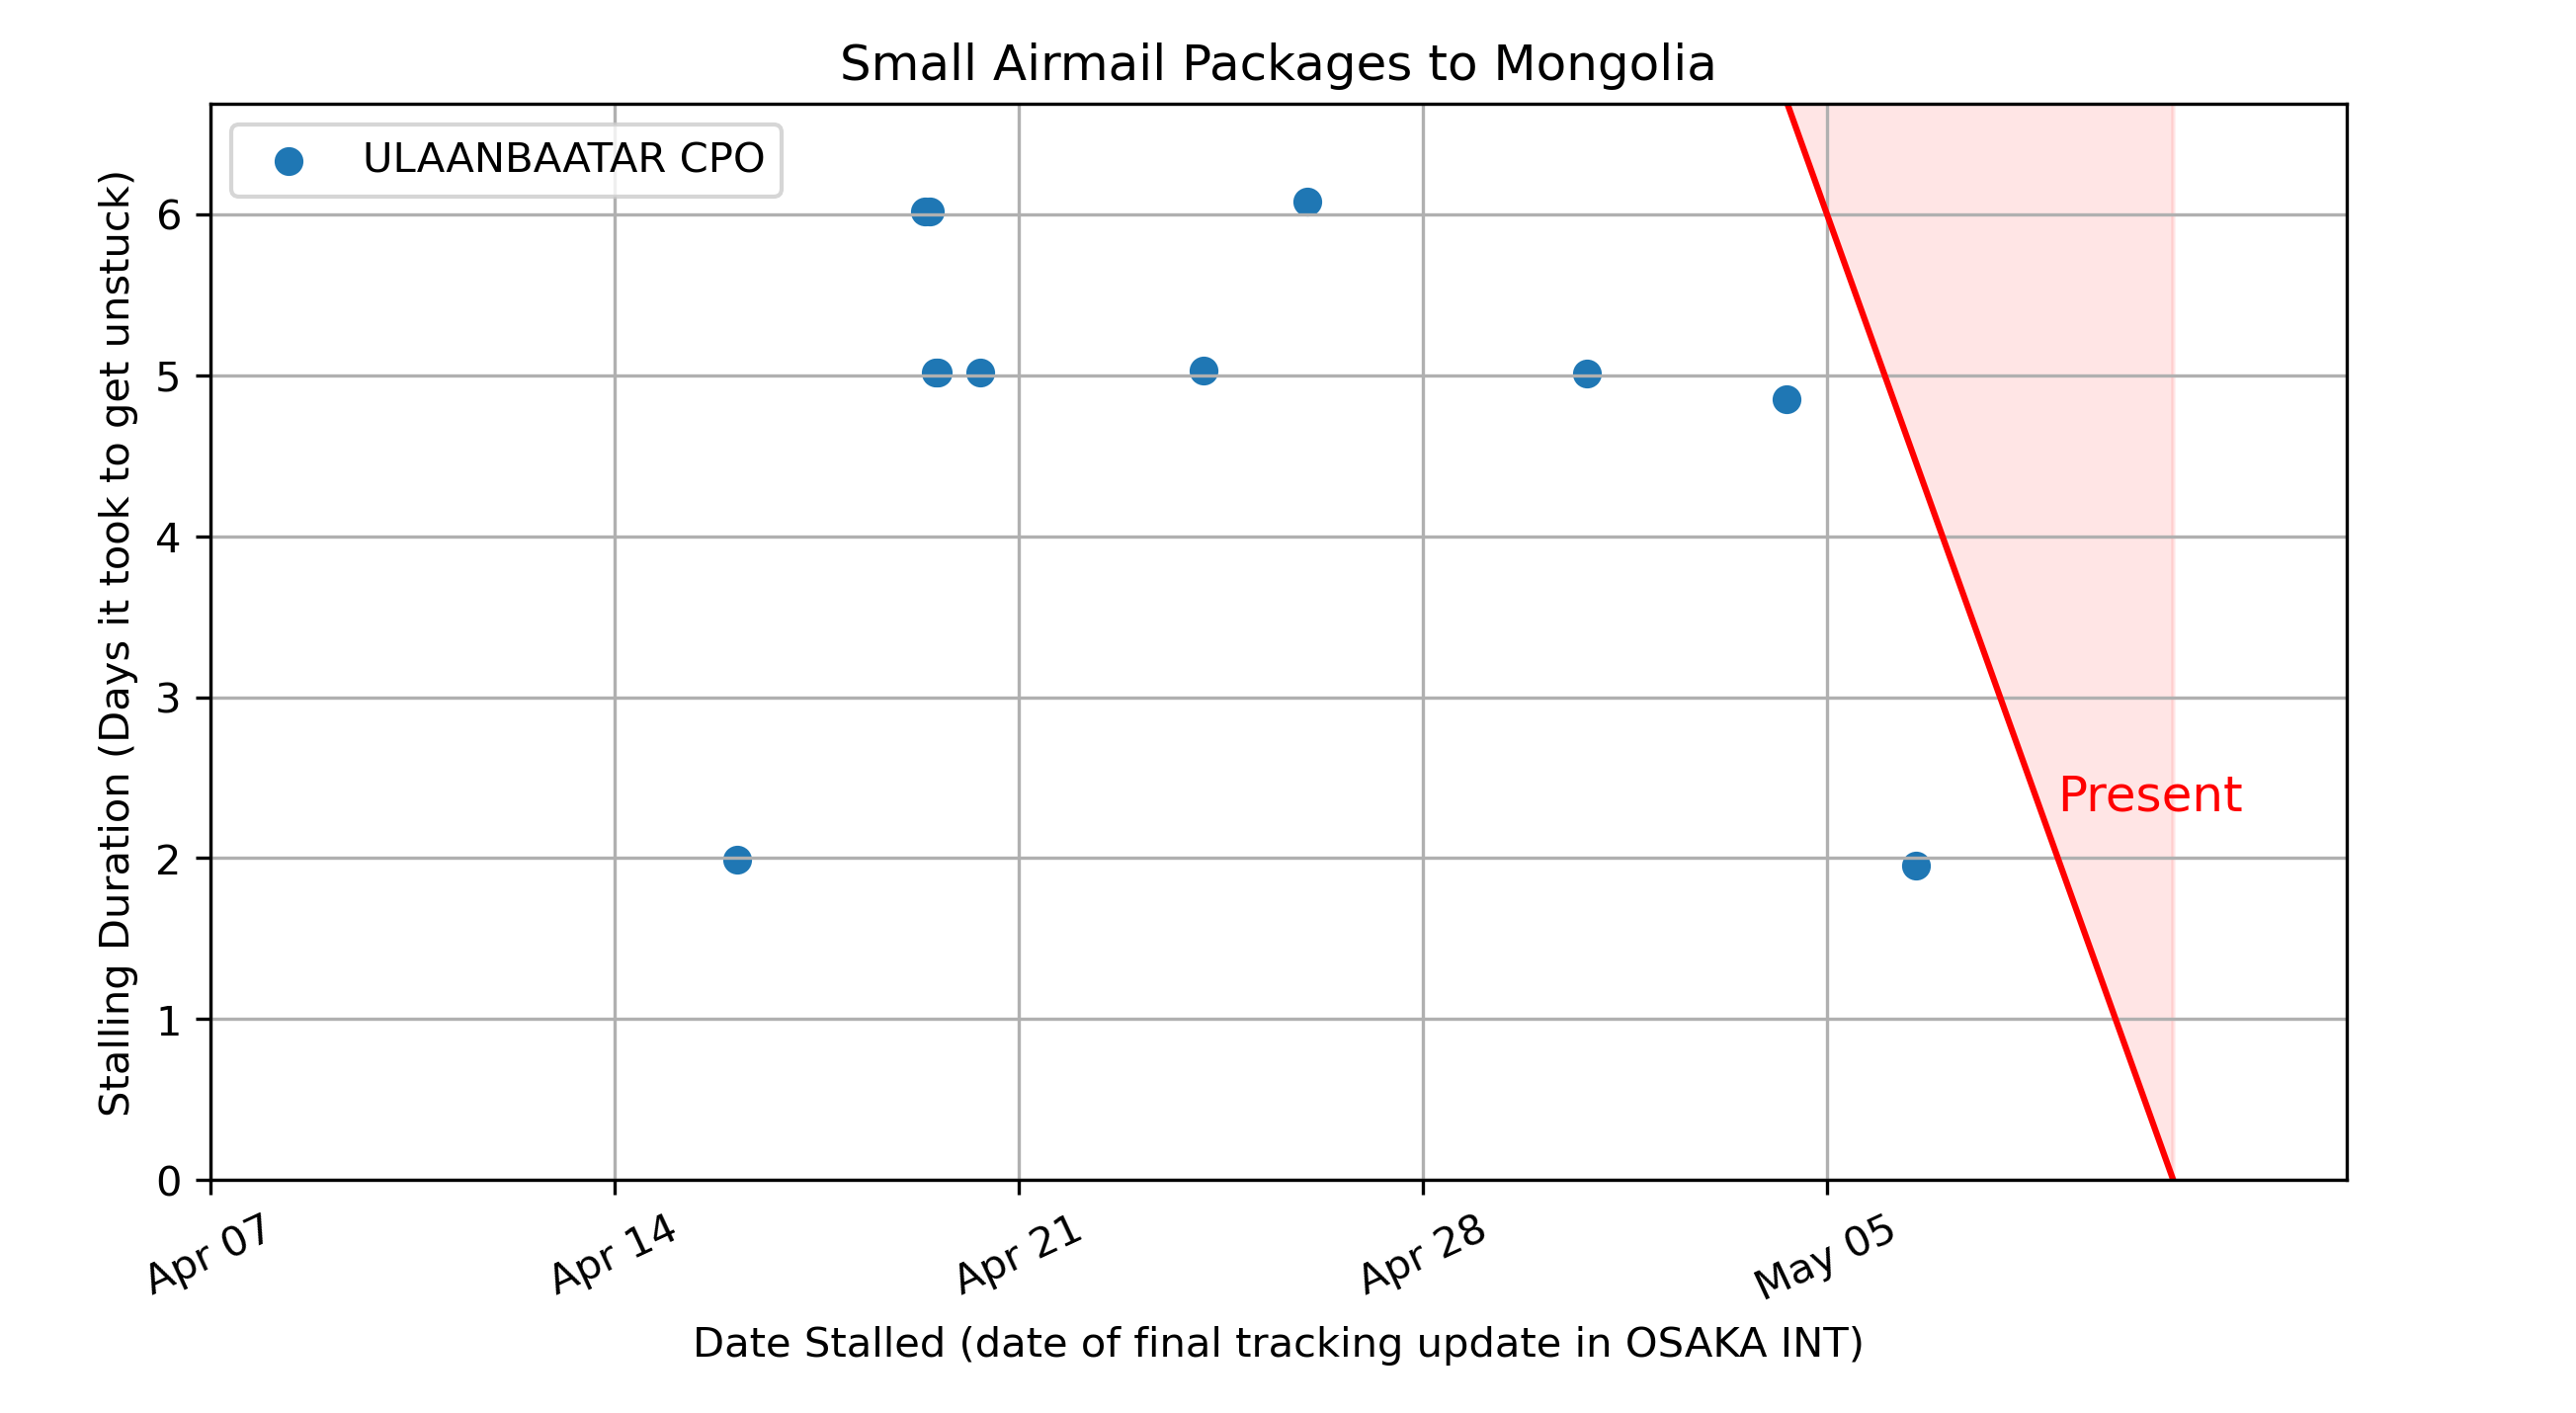 Small Airmail Packages to Mongolia
ULAANBAATAR CPO
Stalling Duration (Days it took to get unstuck)
6
5
4
3
2
1
0
Present
Apr 07
Apr 14
Apr 21
Apr 28
May 05
Date Stalled (date of final tracking update in OSAKA INT)